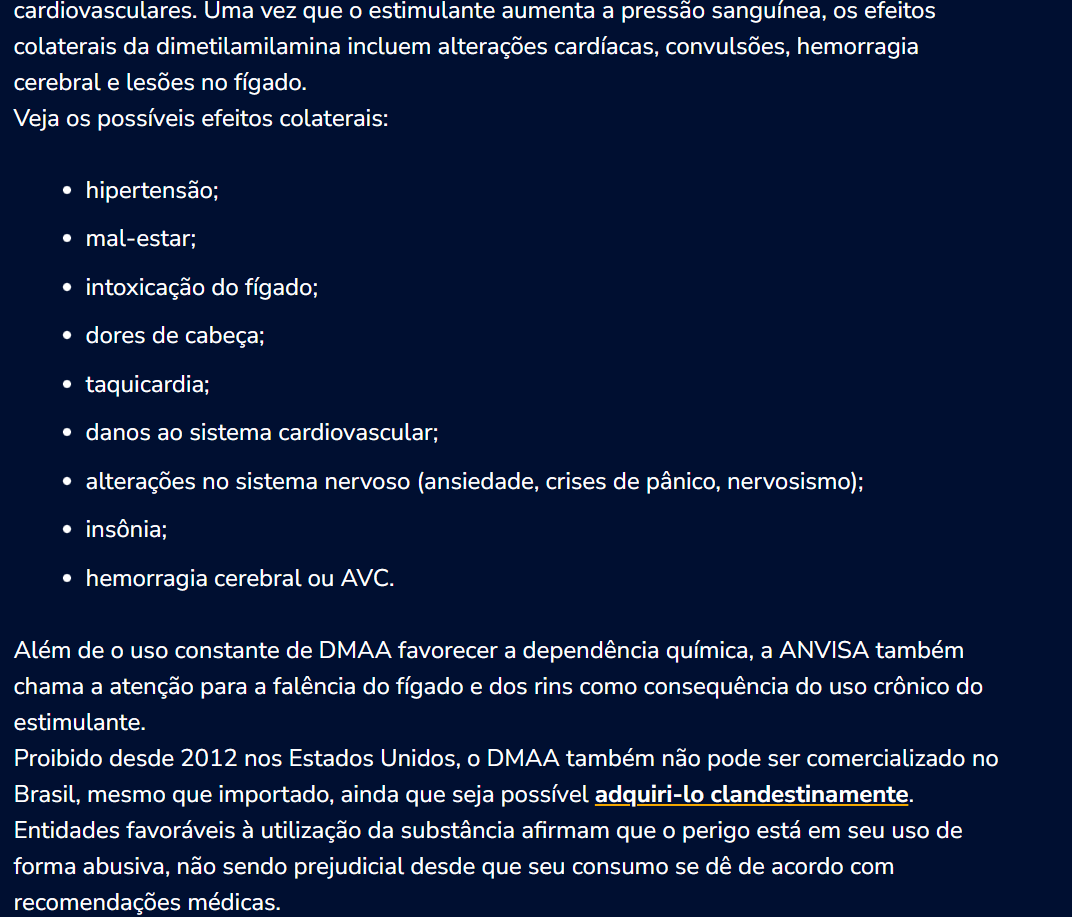 cardiovasculares. Uma vez que o estimulante aumenta a pressão sanguínea, os efeitos
colaterais da dimetilamilamina incluem alterações cardíacas, convulsões, hemorragia
cerebral e lesões no fígado.
Veja os possíveis efeitos colaterais:
• hipertensão;
• mal-estar;
• intoxicação do fígado;
• dores de cabeça;
• taquicardia;
• danos ao sistema cardiovascular;
• alterações no sistema nervoso (ansiedade, crises de pânico, nervosismo);
• insônia;
• hemorragia cerebral ou AVC.
Além de o uso constante de DMAA favorecer a dependência química, a ANVISA também
chama a atenção para a falência do fígado e dos rins como consequência do uso crônico do
estimulante.
Proibido desde 2012 nos Estados Unidos, o DMAA também não pode ser comercializado no
Brasil, mesmo que importado, ainda que seja possível adquiri-lo clandestinamente.
Entidades favoráveis à utilização da substância afirmam que o perigo está em seu uso de
forma abusiva, não sendo prejudicial desde que seu consumo se dê de acordo com
recomendações médicas.